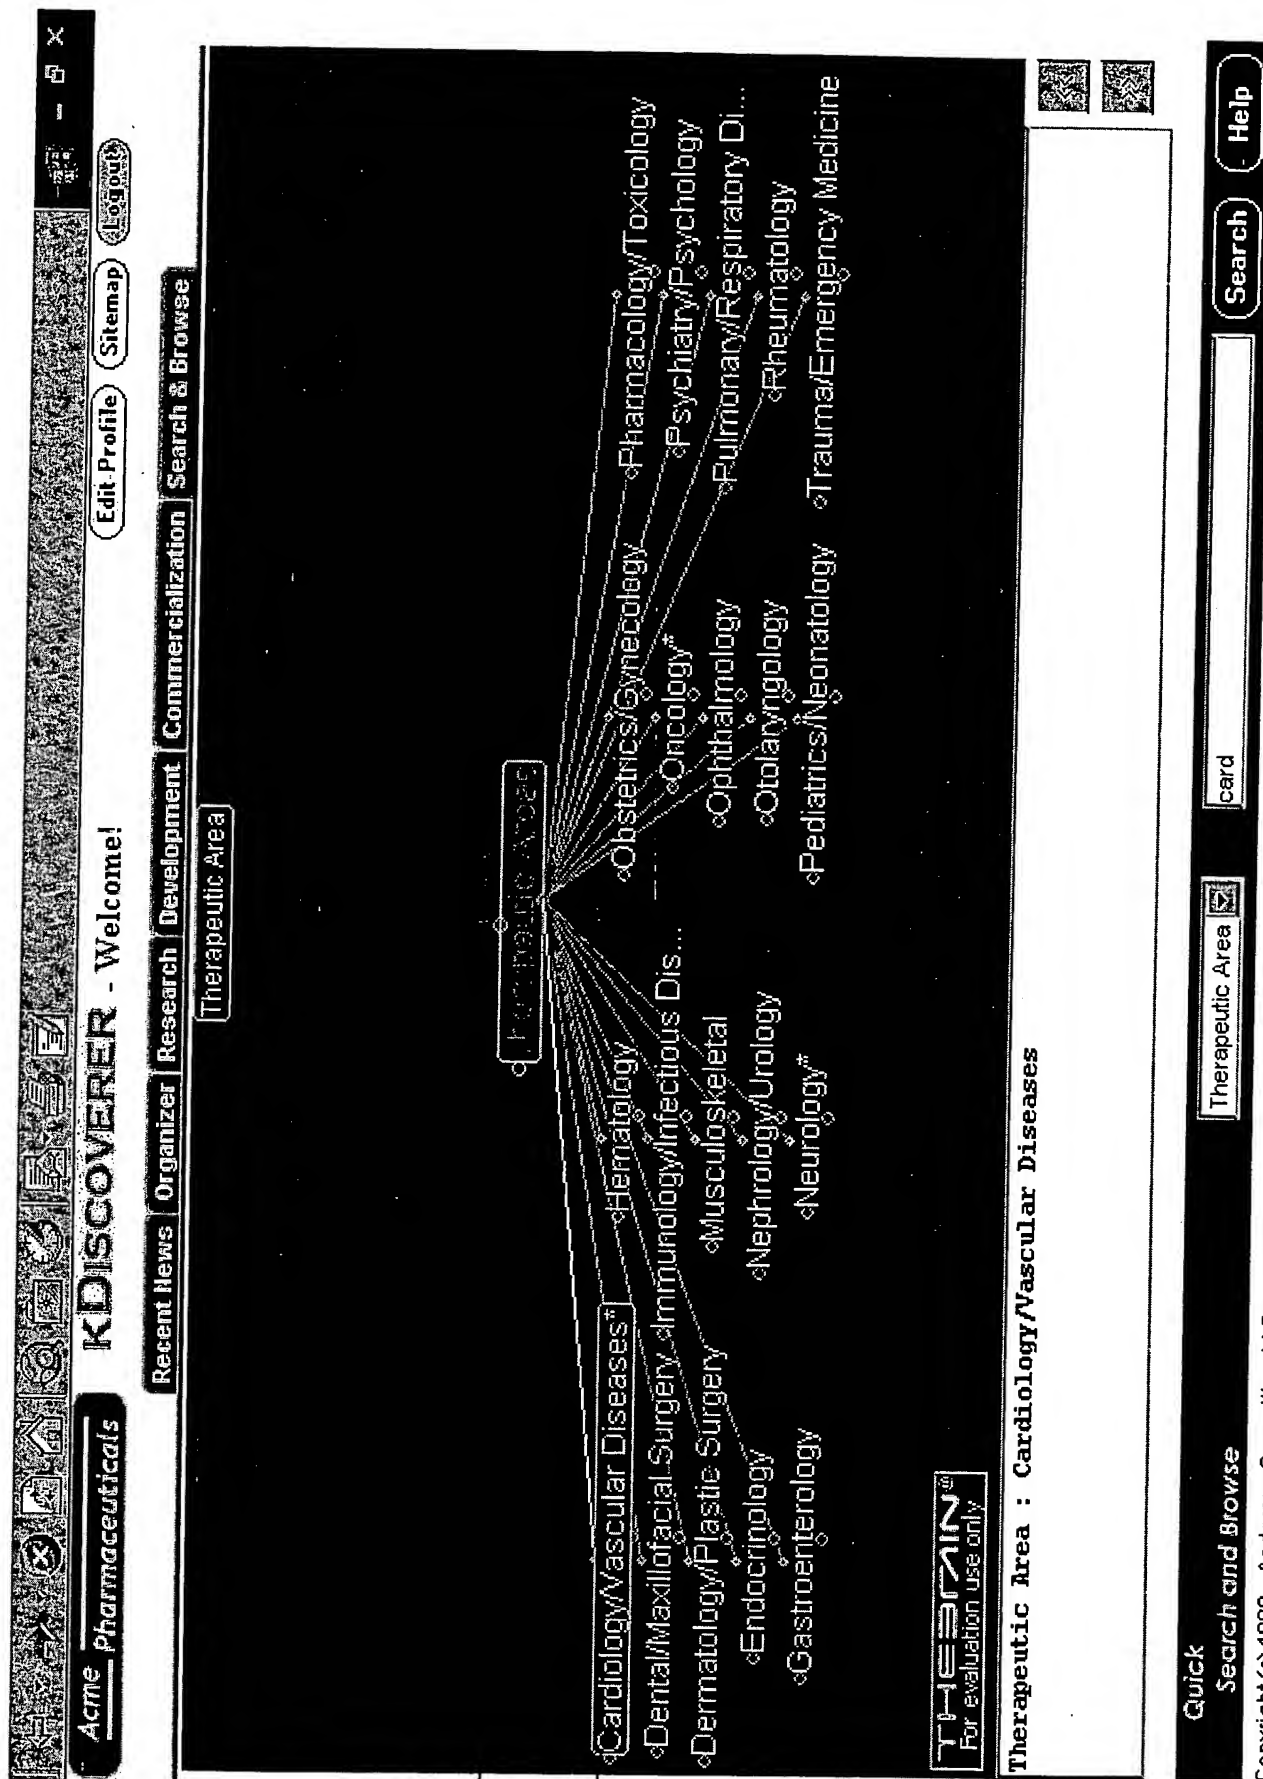 Acme
Pharmaceuticals
KDISCOVERER - Welcome!
Edit-Profile
Sitemap
Logout
Recent News
Organizer
Research
Development
Commercialization
Search & Browse
Therapeutic Area
Therapeutic Areas
Cardiology/Vascular Diseases*
Dental/Maxillofacial Surgery
Dermatology/Plastic Surgery
Endocrinology
Gastroenterology
Hematology
Immunology/Infectious Dis...
Musculoskeletal
Nephrology/Urology
Neurology*
Obstetrics/Gynecology
Oncology*
Ophthalmology
Otolaryngology
Pediatrics/Neonatology
Pharmacology/Toxicology
Psychiatry/Psychology
Pulmonary/Respiratory Di...
Rheumatology
Trauma/Emergency Medicine
THEBRAIN®
For evaluation use only
Therapeutic Area : Cardiology/Vascular Diseases
Quick
Search and Browse
Therapeutic Area
card
Search
Help